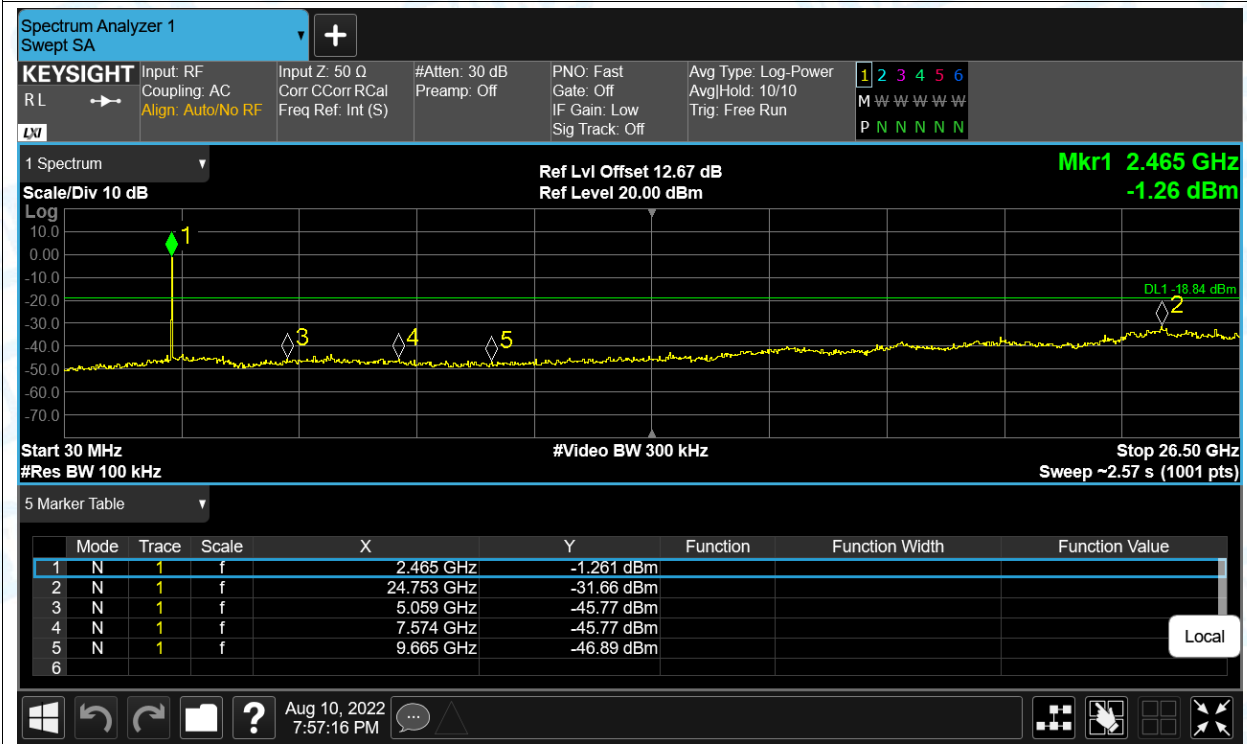 Spectrum Analyzer 1
Swept SA
+
KEYSIGHT
RL
LXI
Input: RF
Coupling: AC
Align: Auto/No RF
Input Z: 50 Ω
Corr CCorr RCal
Freq Ref: Int (S)
#Atten: 30 dB
Preamp: Off
PNO: Fast
Gate: Off
IF Gain: Low
Sig Track: Off
Avg Type: Log-Power
Avg|Hold: 10/10
Trig: Free Run
1 2 3 4 5 6
M W W W W W
P N N N N N
1 Spectrum
Scale/Div 10 dB
Ref Lvl Offset 12.67 dB
Ref Level 20.00 dBm
Mkr1 2.465 GHz
-1.26 dBm
Log
10.0
0.00
-10.0
-20.0
-30.0
-40.0
-50.0
-60.0
-70.0
1
DL1 -18.84 dBm
2
3
4
5
Start 30 MHz
#Video BW 300 kHz
Stop 26.50 GHz
#Res BW 100 kHz
Sweep ~2.57 s (1001 pts)
5 Marker Table
Mode Trace Scale X Y Function Function Width Function Value
1 N 1 f 2.465 GHz -1.261 dBm
2 N 1 f 24.753 GHz -31.66 dBm
3 N 1 f 5.059 GHz -45.77 dBm
4 N 1 f 7.574 GHz -45.77 dBm
5 N 1 f 9.665 GHz -46.89 dBm
6
Local
?
Aug 10, 2022
7:57:16 PM